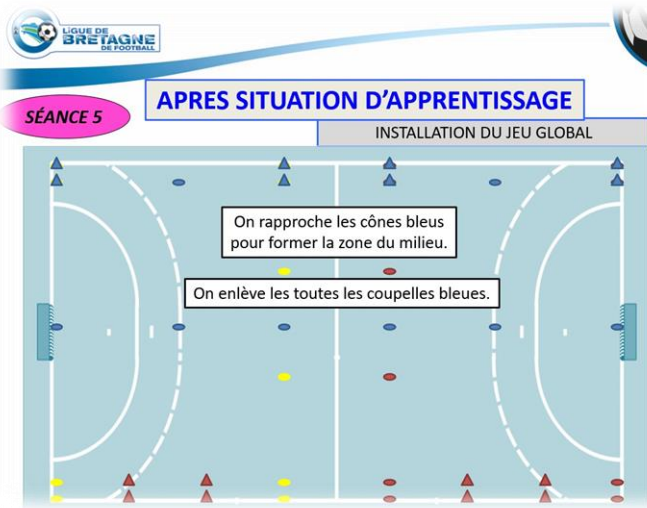 LIGUE DE
BRETAGNE
DE FOOTBALL
SÉANCE 5
APRES SITUATION D'APPRENTISSAGE
INSTALLATION DU JEU GLOBAL
On rapproche les cônes bleus
pour former la zone du milieu.
On enlève les toutes les coupelles bleues.